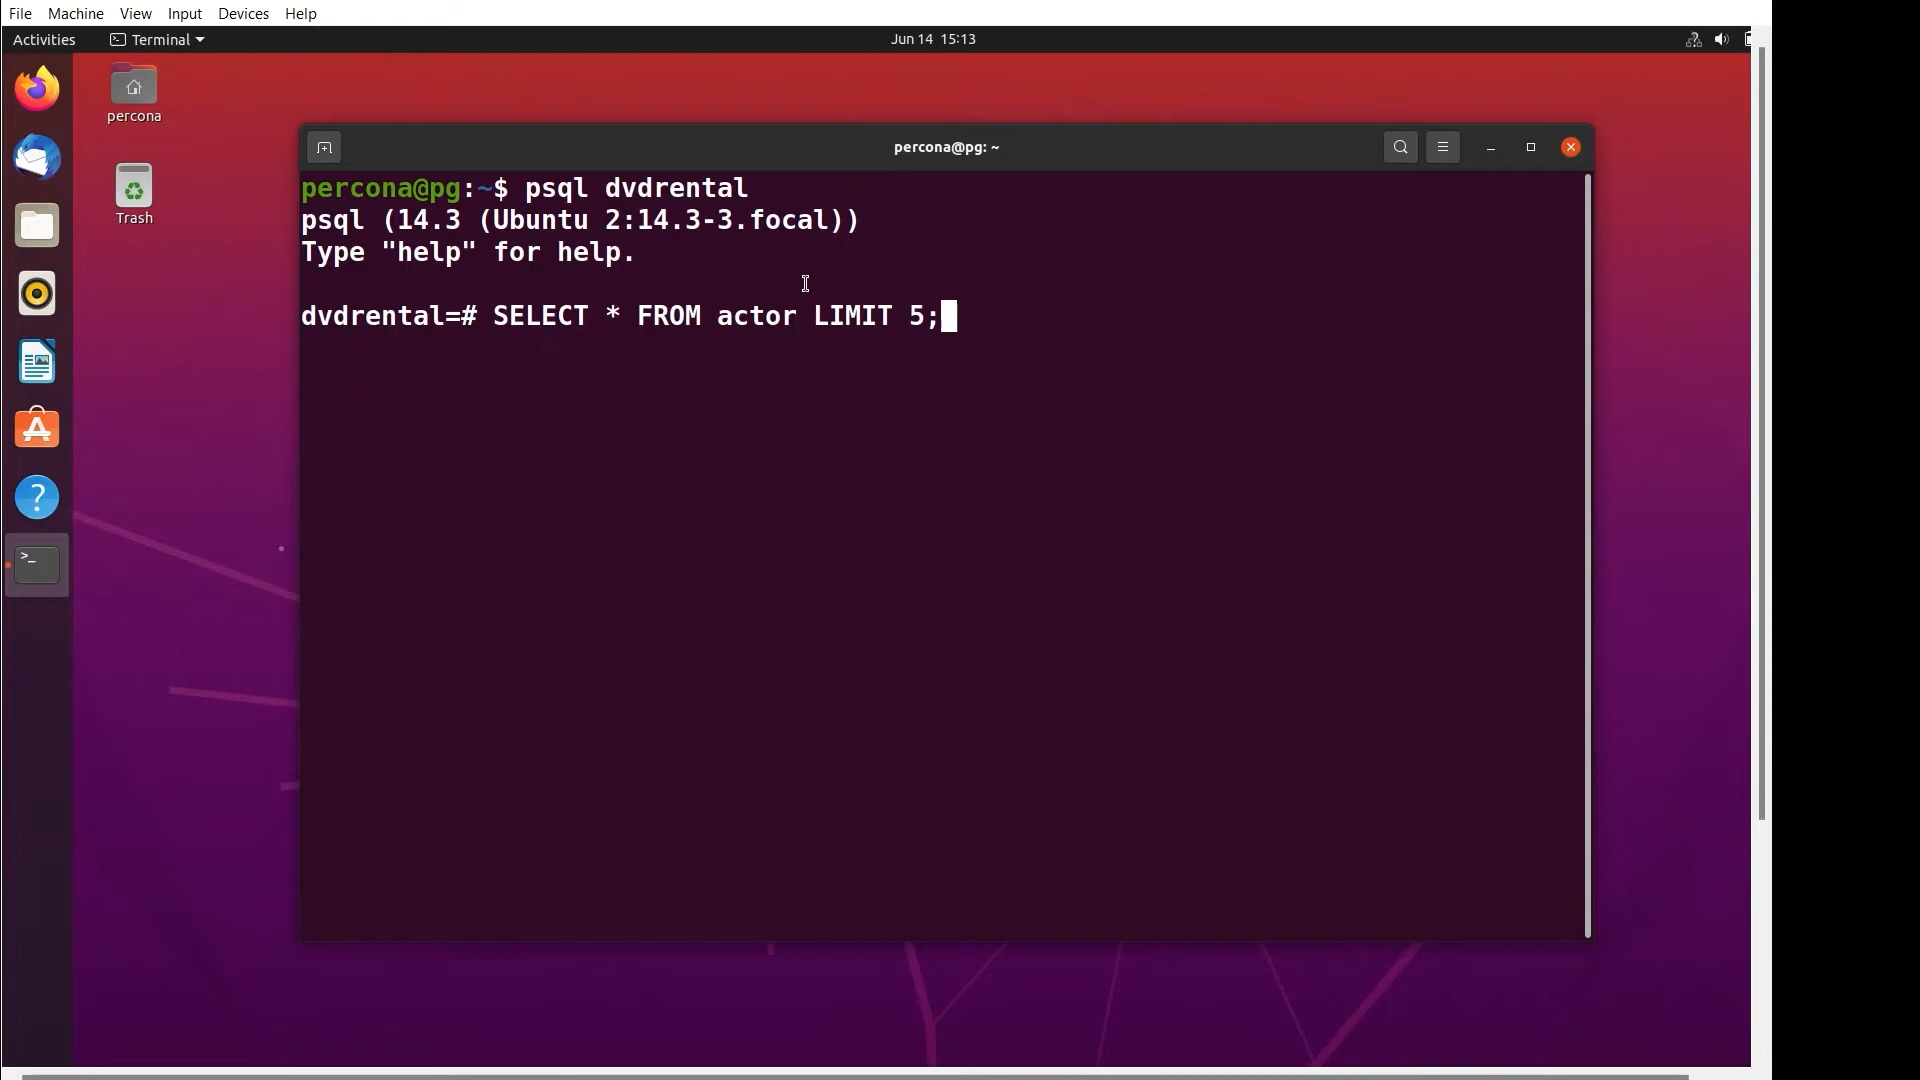 File Machine View Input Devices Help
Activities Terminal Jun 14 15:13
percona
Trash
percona@pg: ~
percona@pg:~$ psql dvdrental
psql (14.3 (Ubuntu 2:14.3-3.focal))
Type "help" for help.
dvdrental=# SELECT * FROM actor LIMIT 5;